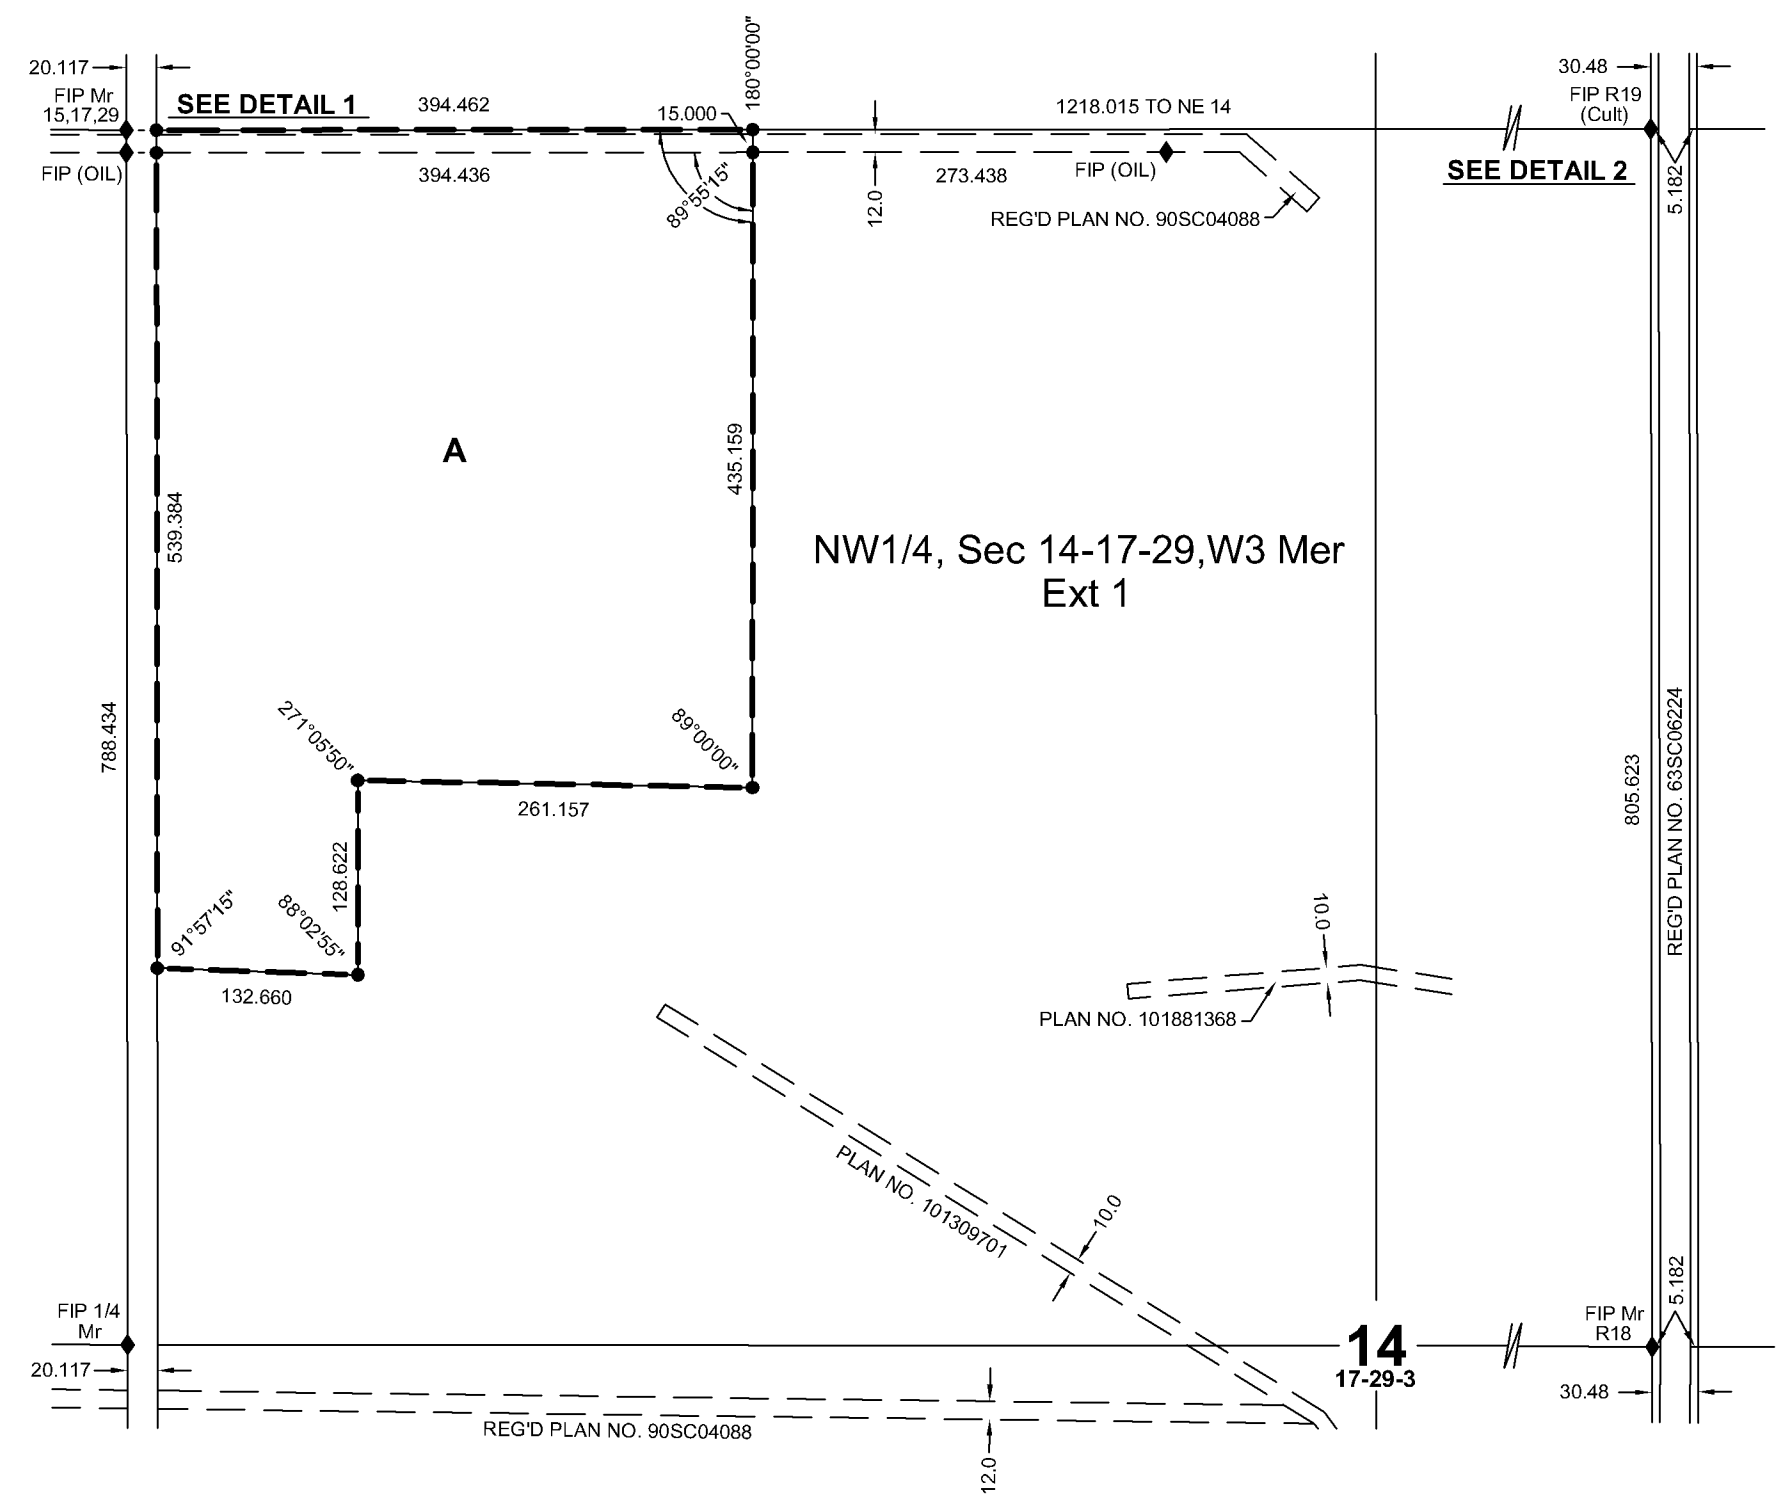 20.117
FIP Mr
15,17,29
FIP (OIL)
SEE DETAIL 1
394.462
394.436
15.000
180°00'00"
89°55'15"
1218.015 TO NE 14
12.0
273.438
FIP (OIL)
REG'D PLAN NO. 90SC04088
30.48
FIP R19
(Cult)
SEE DETAIL 2
5.182
A
539.384
435.159
NW1/4, Sec 14-17-29,W3 Mer
Ext 1
788.434
271°05'50"
89°00'00"
261.157
128.622
91°57'15"
88°02'55"
132.660
805.623
REG'D PLAN NO. 63SC06224
10.0
PLAN NO. 101881368
PLAN NO. 101309701
10.0
FIP 1/4
Mr
20.117
14
17-29-3
FIP Mr
R18
5.182
30.48
REG'D PLAN NO. 90SC04088
12.0